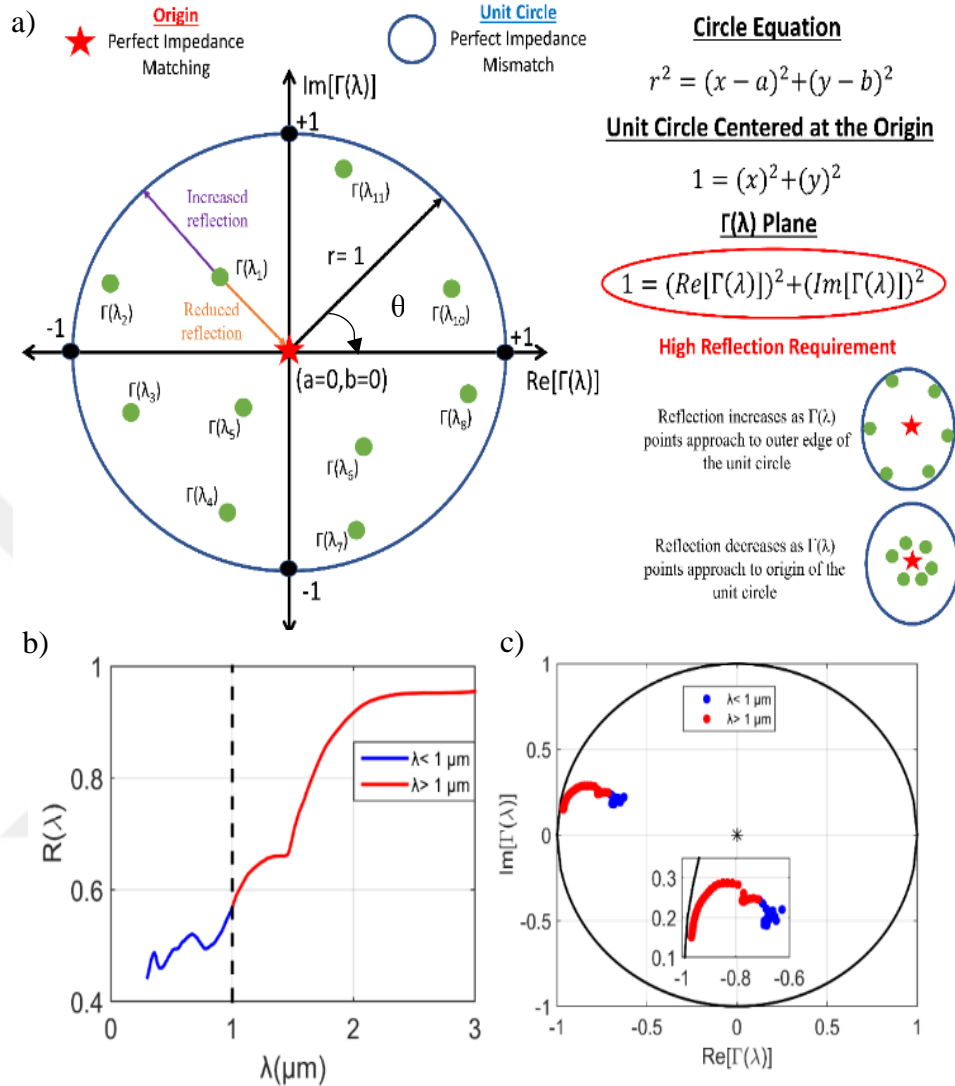 a)
Origin
Perfect Impedance
Matching
Unit Circle
Perfect Impedance
Mismatch
Im[Γ(λ)]
+1
Γ(λ₁₁)
Increased
reflection
Γ(λ₁)
r= 1
Γ(λ₂)
Reduced
reflection
θ
Γ(λ₁₀)
-1
+1
(a=0,b=0)
Re[Γ(λ)]
Γ(λ₃)
Γ(λ₅)
Γ(λ₈)
Γ(λ₆)
Γ(λ₄)
Γ(λ₇)
-1
Circle Equation
r² = (x − a)²+(y − b)²
Unit Circle Centered at the Origin
1 = (x)²+(y)²
Γ(λ) Plane
1 = (Re[Γ(λ)])²+(Im[Γ(λ)])²
High Reflection Requirement
Reflection increases as Γ(λ)
points approach to outer edge of
the unit circle
Reflection decreases as Γ(λ)
points approach to origin of the
unit circle
b)
1
0.8
0.6
0.4
R(λ)
λ< 1 μm
λ> 1 μm
0 1 2 3
λ(μm)
c)
1
0.5
0
-0.5
-1
Im[Γ(λ)]
λ< 1 μm
λ> 1 μm
0.3
0.2
0.1
-1 -0.8 -0.6
-1 -0.5 0 0.5 1
Re[Γ(λ)]